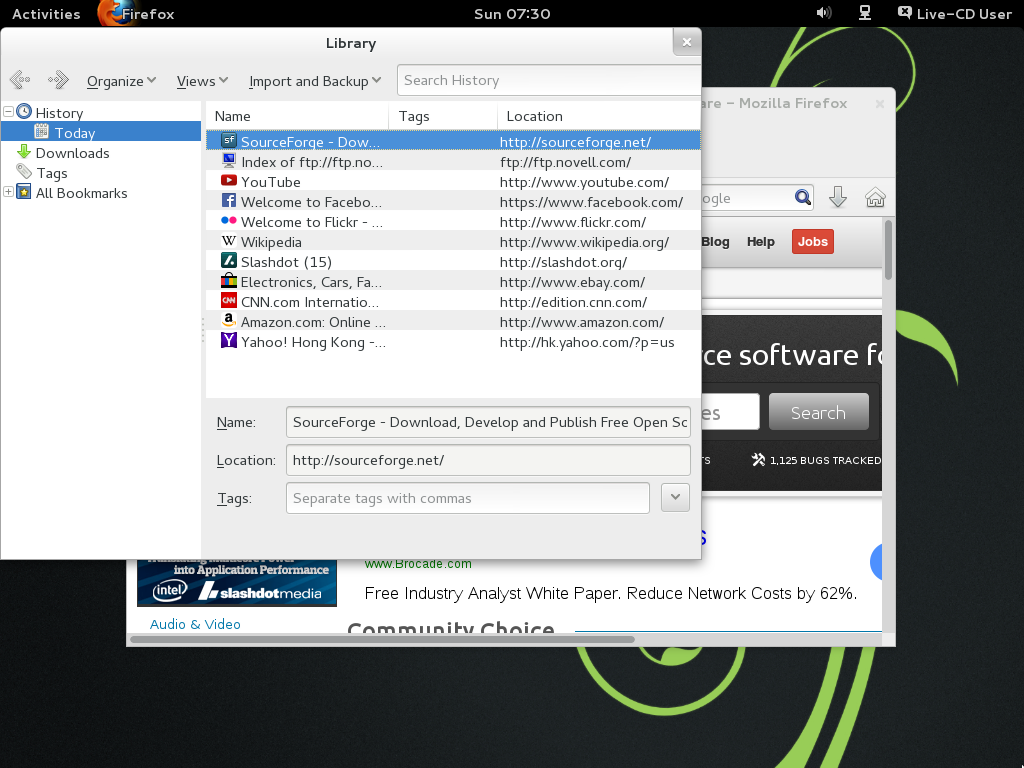 Activities Firefox Sun 07:30 Live-CD User
Library
Organize Views Import and Backup Search History
History
Today
Downloads
Tags
All Bookmarks
Name Tags Location
SourceForge - Dow... http://sourceforge.net/
Index of ftp://ftp.no... ftp://ftp.novell.com/
YouTube http://www.youtube.com/
Welcome to Facebo... https://www.facebook.com/
Welcome to Flickr - ... http://www.flickr.com/
Wikipedia http://www.wikipedia.org/
Slashdot (15) http://slashdot.org/
Electronics, Cars, Fa... http://www.ebay.com/
CNN.com Internatio... http://edition.cnn.com/
Amazon.com: Online ... http://www.amazon.com/
Yahoo! Hong Kong -... http://hk.yahoo.com/?p=us
Name: SourceForge - Download, Develop and Publish Free Open Sc
Location: http://sourceforge.net/
Tags: Separate tags with commas
are - Mozilla Firefox
ogle
Blog Help Jobs
ce software fo
es Search
TS 1,125 BUGS TRACKED
s
www.Brocade.com
into Application Performance
intel slashdotmedia
Free Industry Analyst White Paper. Reduce Network Costs by 62%.
Audio & Video
Community Choice